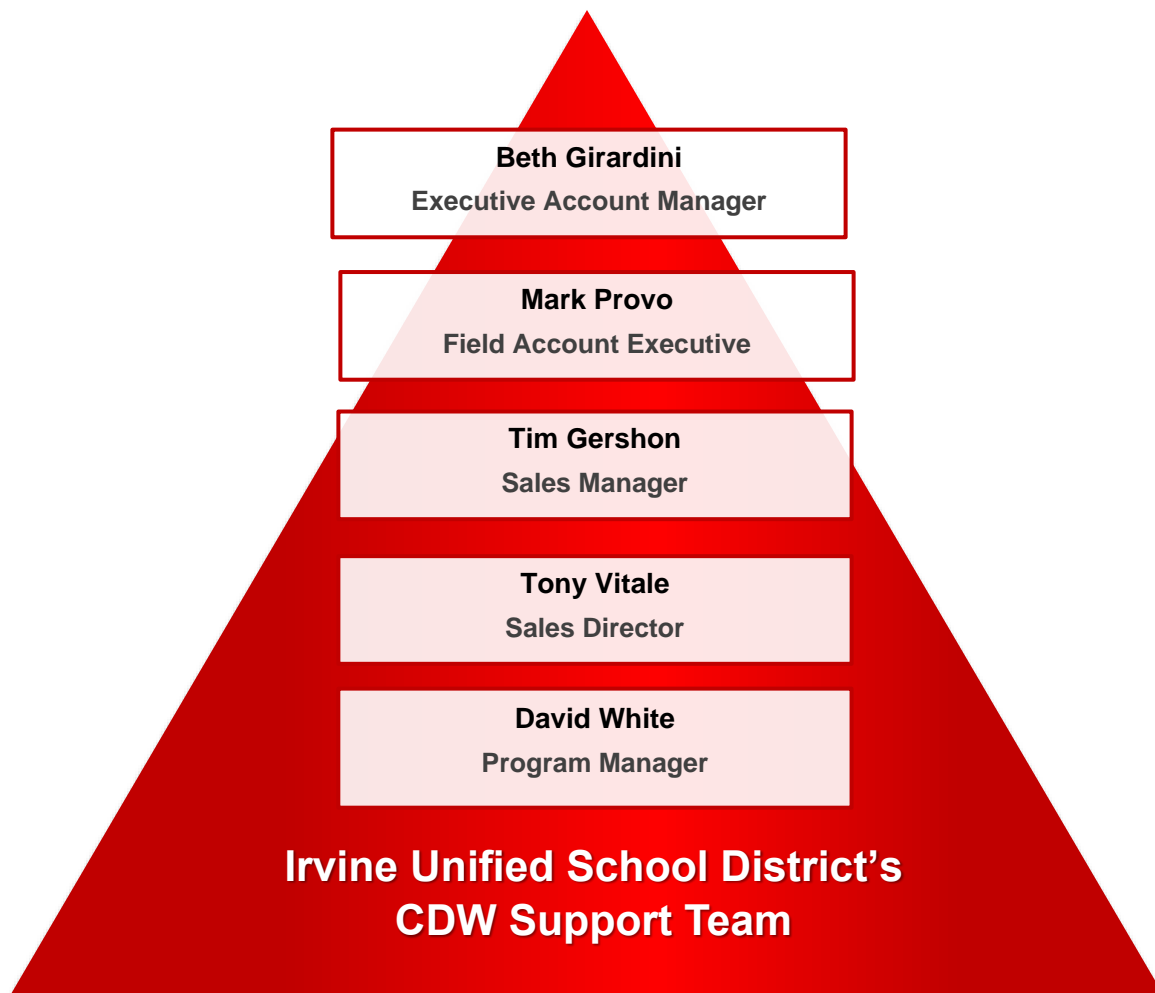 Beth Girardini
Executive Account Manager
Mark Provo
Field Account Executive
Tim Gershon
Sales Manager
Tony Vitale
Sales Director
David White
Program Manager
Irvine Unified School District’s
CDW Support Team